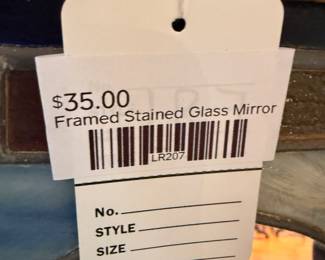 $35.00
Framed Stained Glass Mirror
LR207
No.
STYLE
SIZE